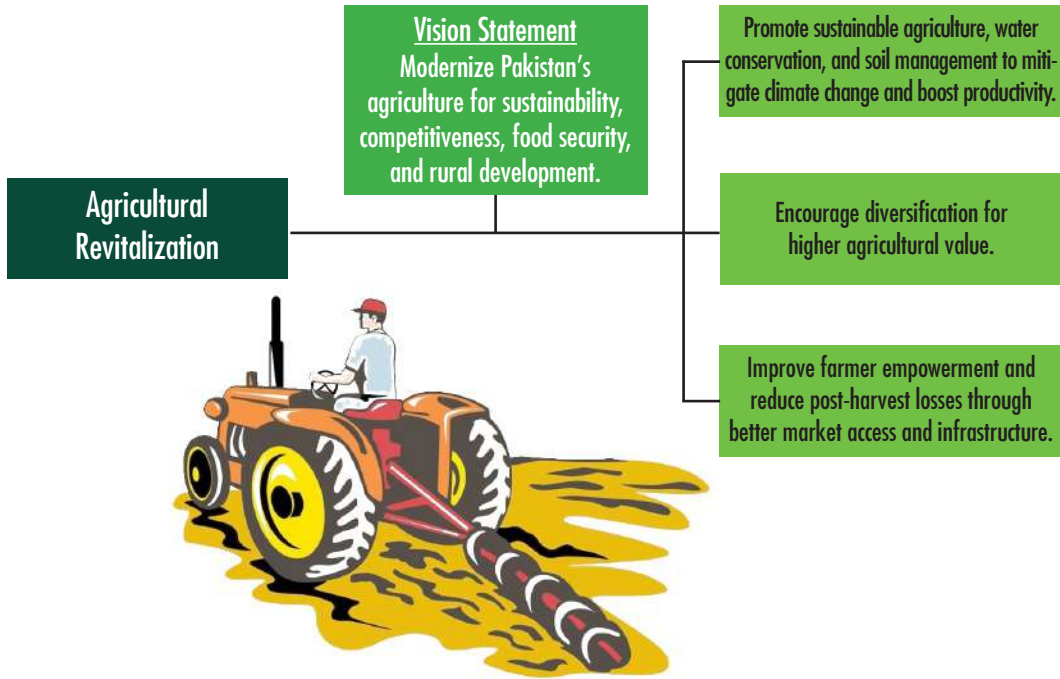 Vision Statement
Modernize Pakistan's
agriculture for sustainability,
competitiveness, food security,
and rural development.
Agricultural
Revitalization
Promote sustainable agriculture, water
conservation, and soil management to miti-
gate climate change and boost productivity.
Encourage diversification for
higher agricultural value.
Improve farmer empowerment and
reduce post-harvest losses through
better market access and infrastructure.